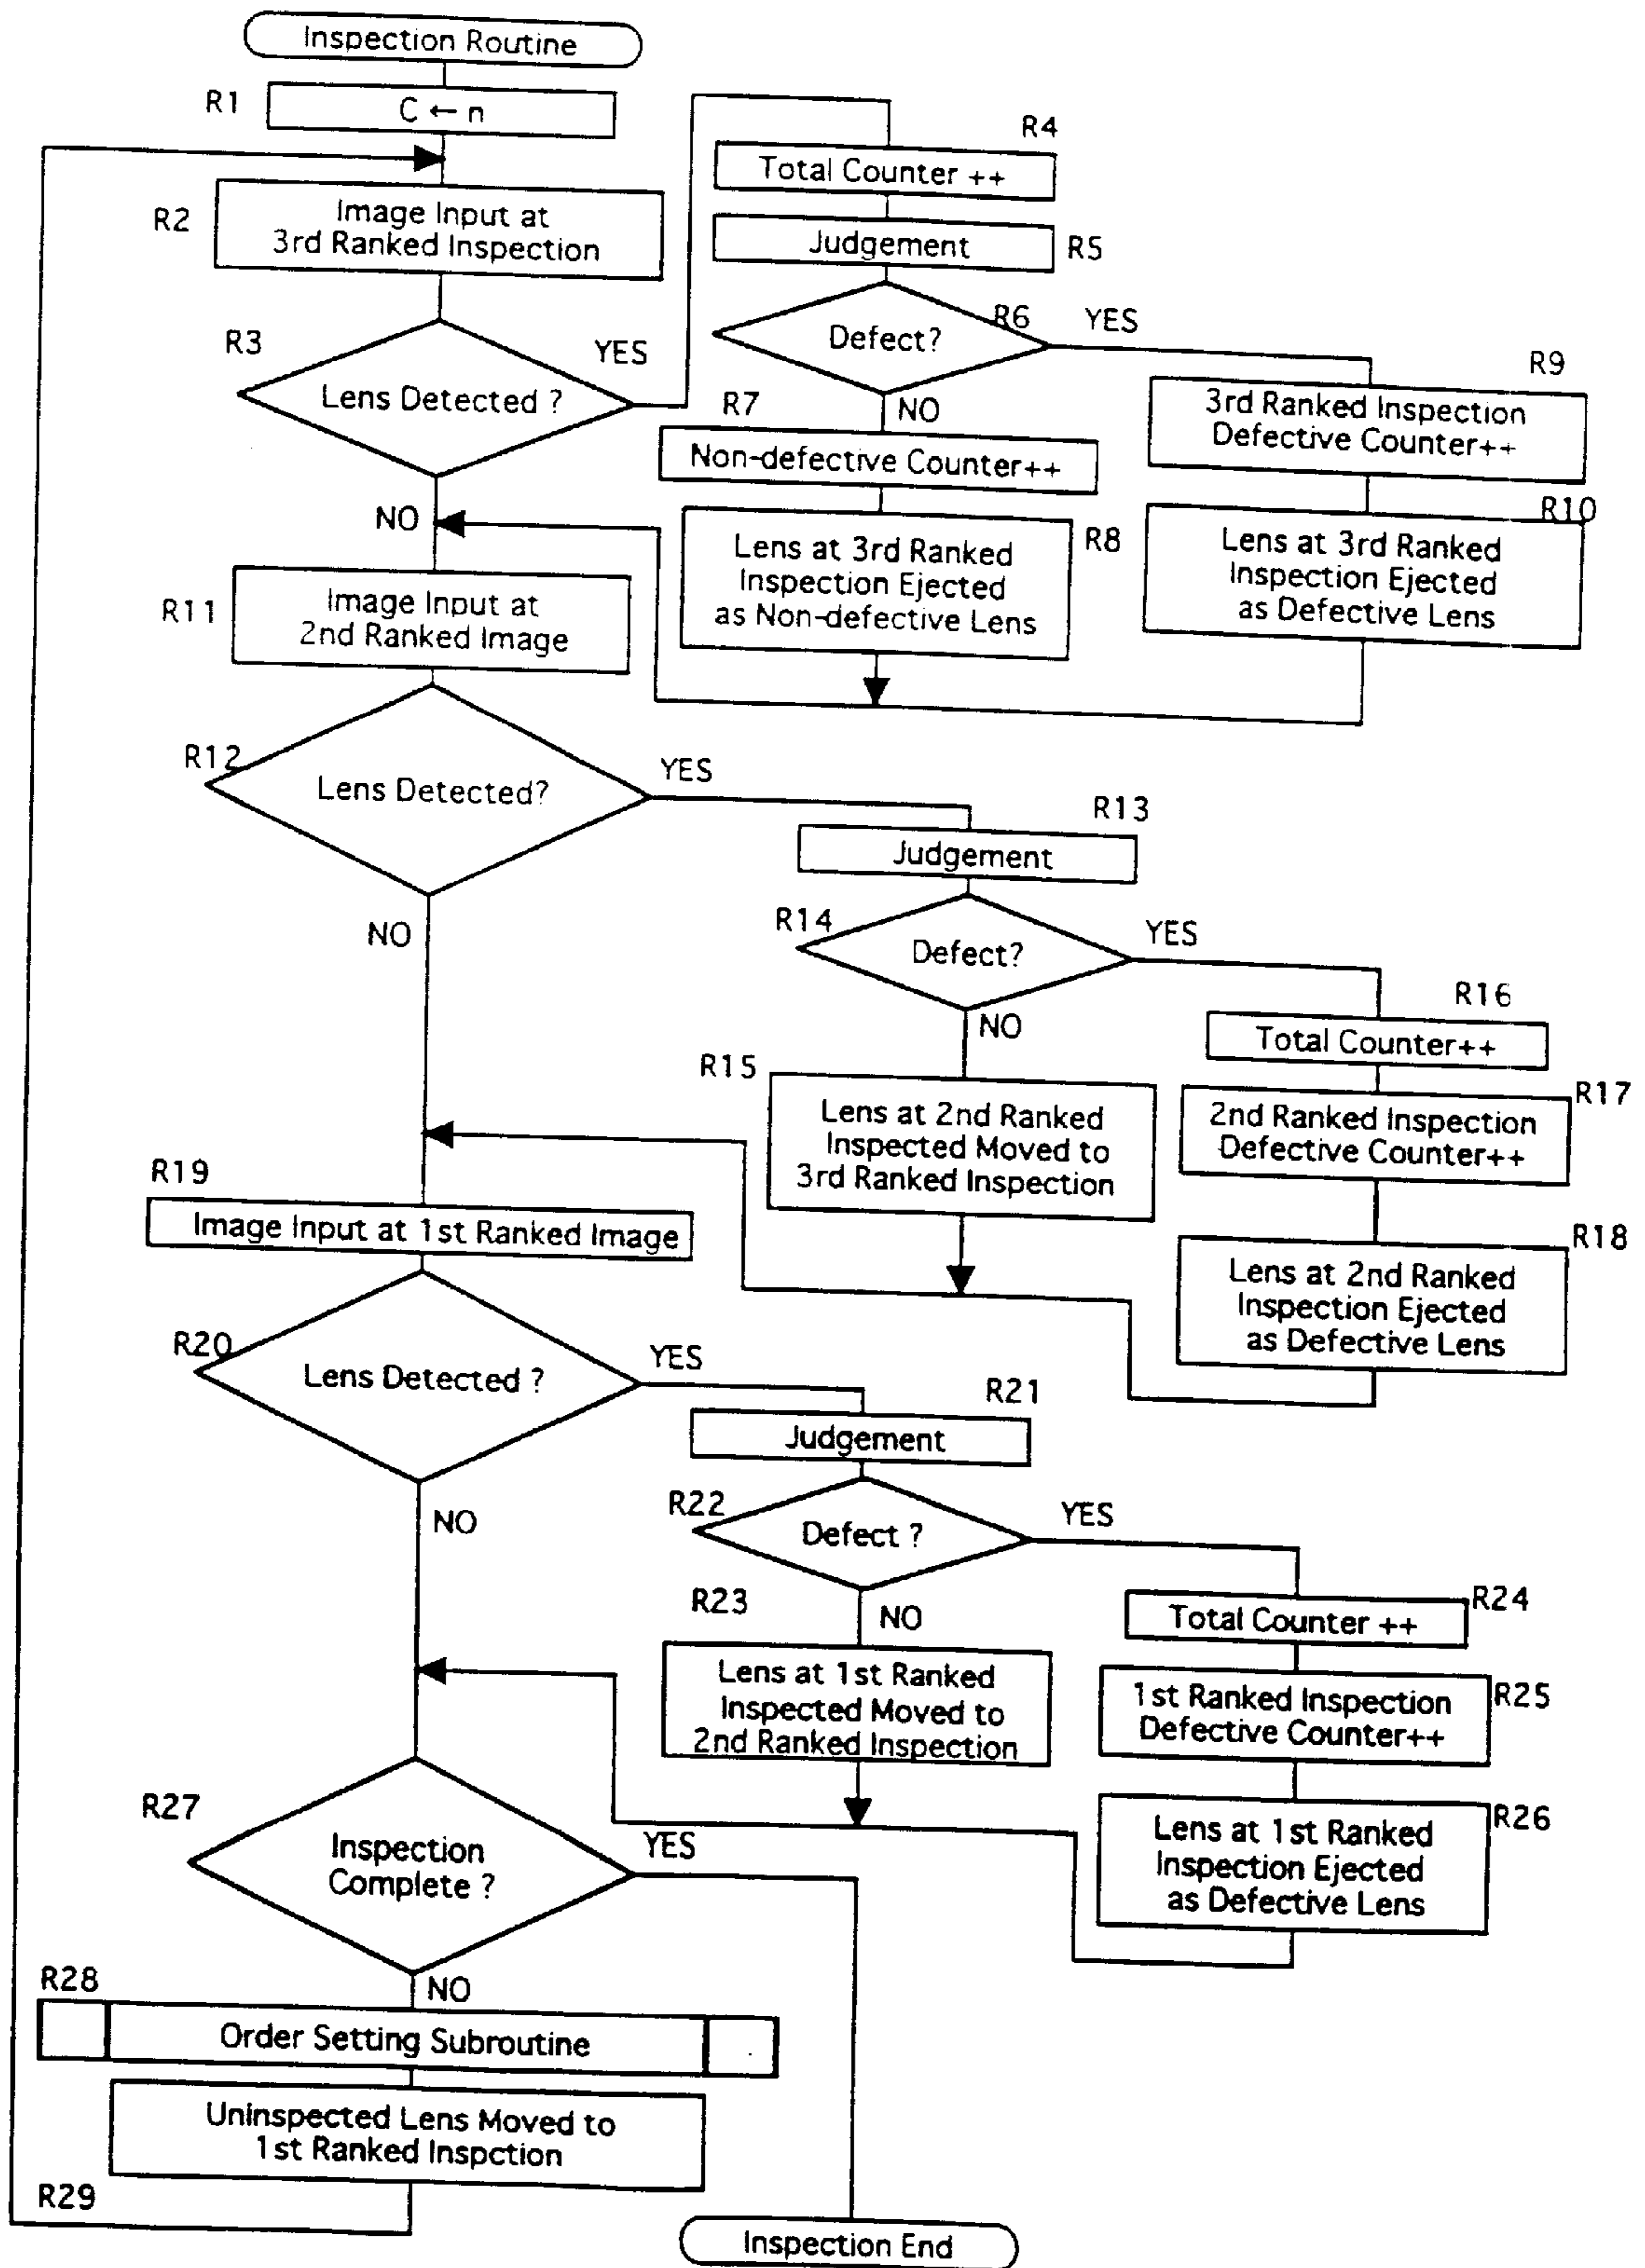 Inspection Routine
R1
C ← n
R2
Image Input at
3rd Ranked Inspection
R3
Lens Detected ?
YES
NO
R4
Total Counter ++
Judgement
R5
R6
Defect?
YES
NO
R7
Non-defective Counter++
Lens at 3rd Ranked
Inspection Ejected
as Non-defective Lens
R8
R9
3rd Ranked Inspection
Defective Counter++
R10
Lens at 3rd Ranked
Inspection Ejected
as Defective Lens
R11
Image Input at
2nd Ranked Image
R12
Lens Detected?
YES
NO
R13
Judgement
R14
Defect?
YES
NO
R15
Lens at 2nd Ranked
Inspected Moved to
3rd Ranked Inspection
R16
Total Counter++
R17
2nd Ranked Inspection
Defective Counter++
R18
Lens at 2nd Ranked
Inspection Ejected
as Defective Lens
R19
Image Input at 1st Ranked Image
R20
Lens Detected ?
YES
NO
R21
Judgement
R22
Defect ?
YES
NO
R23
Lens at 1st Ranked
Inspected Moved to
2nd Ranked Inspection
R24
Total Counter ++
R25
1st Ranked Inspection
Defective Counter++
R26
Lens at 1st Ranked
Inspection Ejected
as Defective Lens
R27
Inspection
Complete ?
YES
NO
R28
Order Setting Subroutine
Uninspected Lens Moved to
1st Ranked Inspction
R29
Inspection End